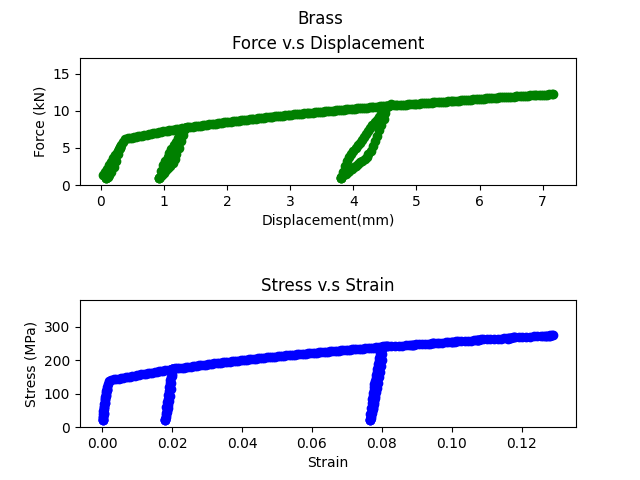 Brass
Force v.s Displacement
15
10
5
0
Force (kN)
0 1 2 3 4 5 6 7
Displacement(mm)
Stress v.s Strain
300
200
100
0
Stress (MPa)
0.00 0.02 0.04 0.06 0.08 0.10 0.12
Strain